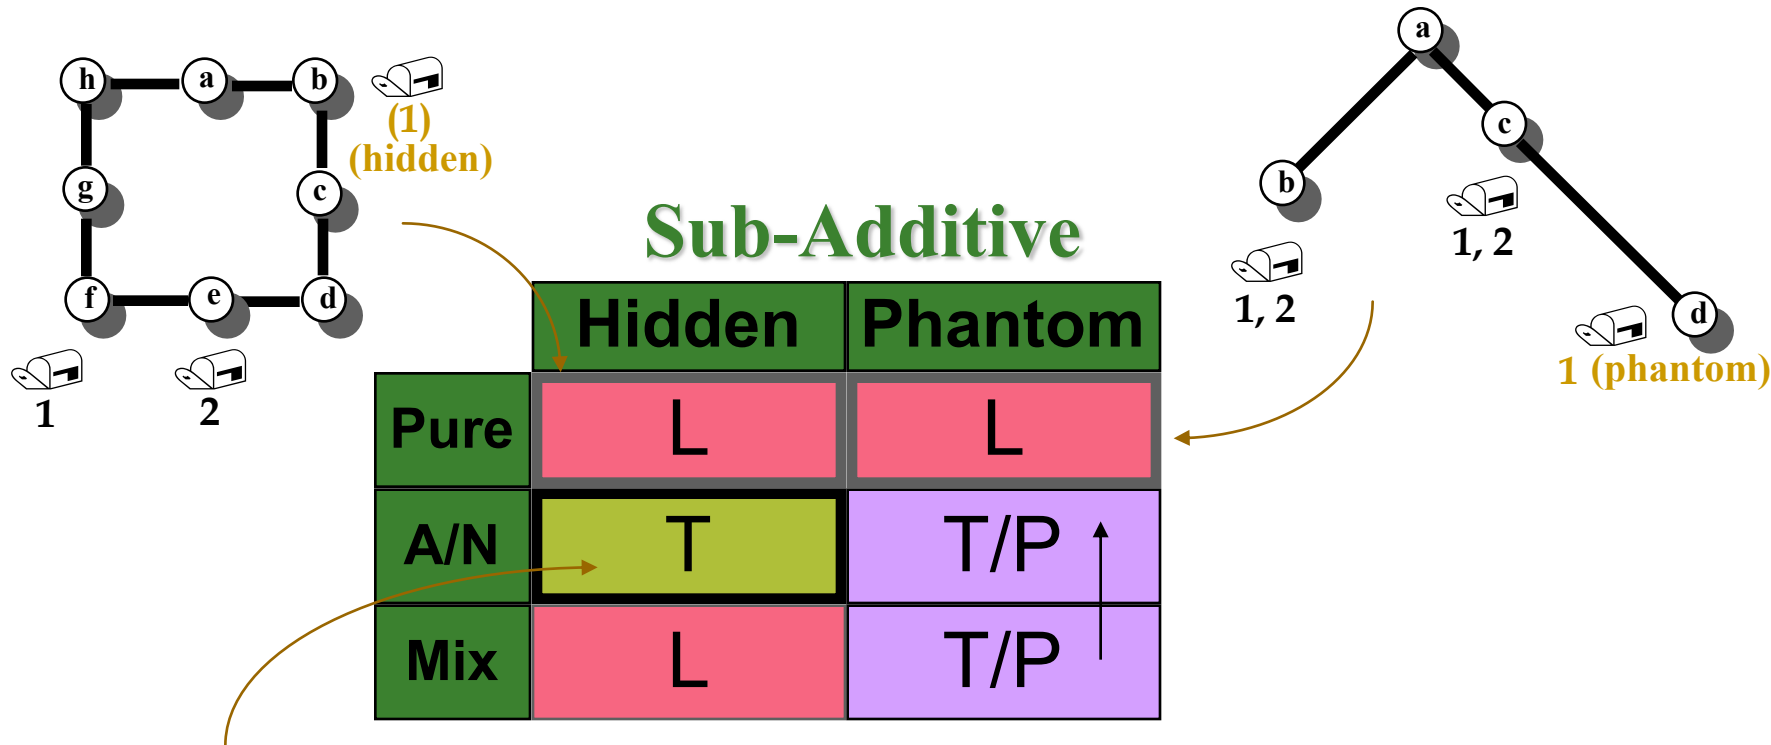 h a b
(1)
(hidden)
g c
f e d
1 2
a
c
b
1, 2
1, 2
d
1 (phantom)
Sub-Additive
Hidden Phantom
Pure L L
A/N T T/P
Mix L T/P